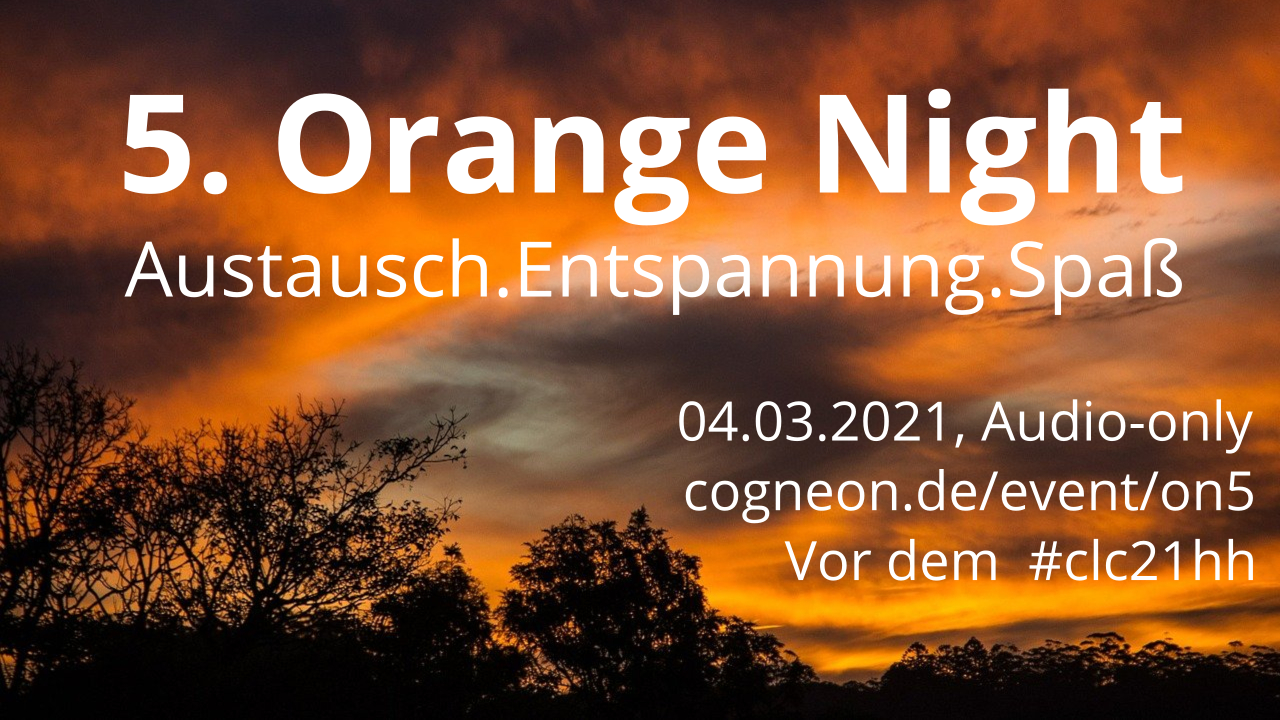 5. Orange Night
Austausch.Entspannung.Spaß
04.03.2021, Audio-only
cogneon.de/event/on5
Vor dem #clc21hh